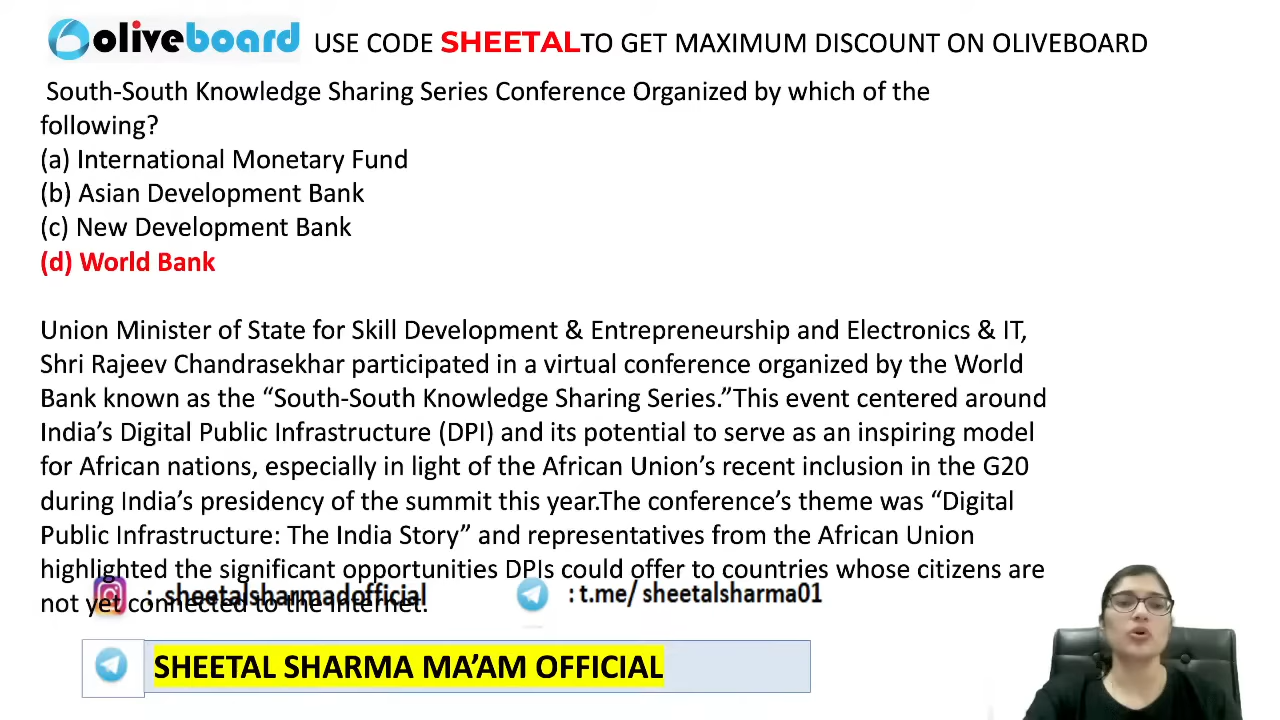 oliveboard USE CODE SHEETALTO GET MAXIMUM DISCOUNT ON OLIVEBOARD
South-South Knowledge Sharing Series Conference Organized by which of the
following?
(a) International Monetary Fund
(b) Asian Development Bank
(c) New Development Bank
(d) World Bank
Union Minister of State for Skill Development & Entrepreneurship and Electronics & IT,
Shri Rajeev Chandrasekhar participated in a virtual conference organized by the World
Bank known as the “South-South Knowledge Sharing Series.”This event centered around
India’s Digital Public Infrastructure (DPI) and its potential to serve as an inspiring model
for African nations, especially in light of the African Union’s recent inclusion in the G20
during India’s presidency of the summit this year.The conference’s theme was “Digital
Public Infrastructure: The India Story” and representatives from the African Union
highlighted the significant opportunities DPIs could offer to countries whose citizens are
not yet connected to the internet.
: sheetalsharmadofficial : t.me/ sheetalsharma01
SHEETAL SHARMA MA’AM OFFICIAL